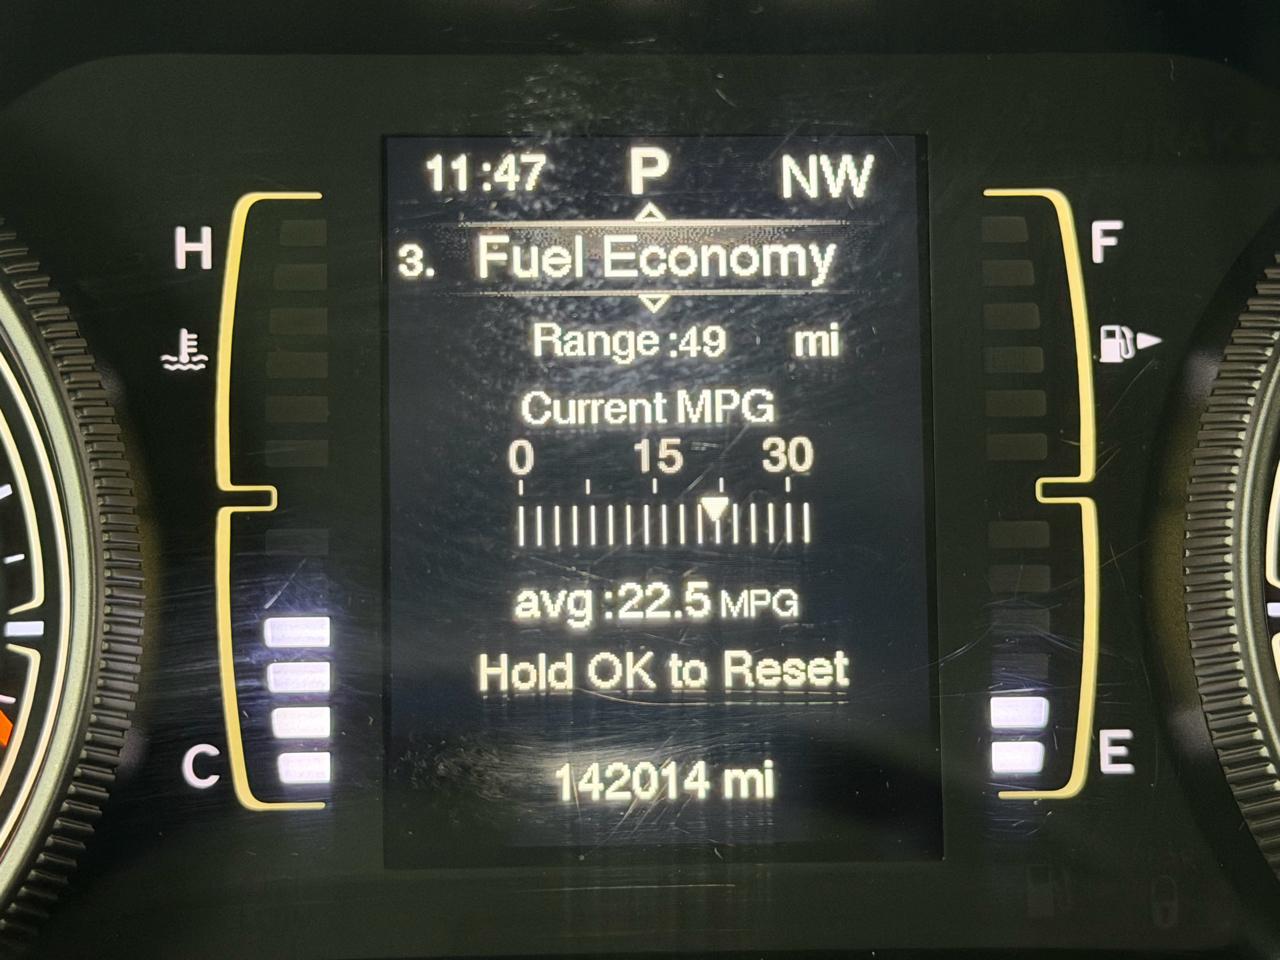 11:47 P NW
3. Fuel Economy
Range:49 mi
Current MPG
0 15 30
avg:22.5 MPG
Hold OK to Reset
142014 mi
H
C
F
E
BRAKE